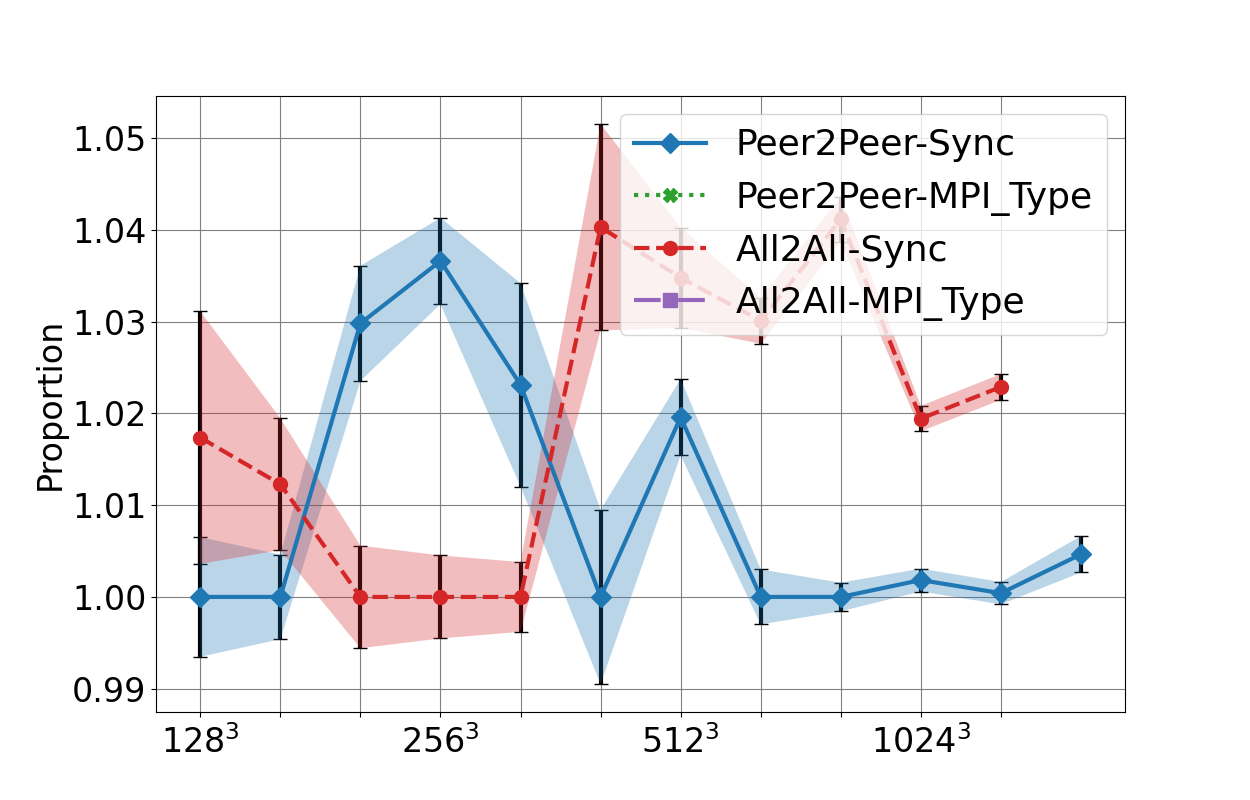 Proportion
1.05
1.04
1.03
1.02
1.01
1.00
0.99
128³
256³
512³
1024³
Peer2Peer-Sync
Peer2Peer-MPI_Type
All2All-Sync
All2All-MPI_Type